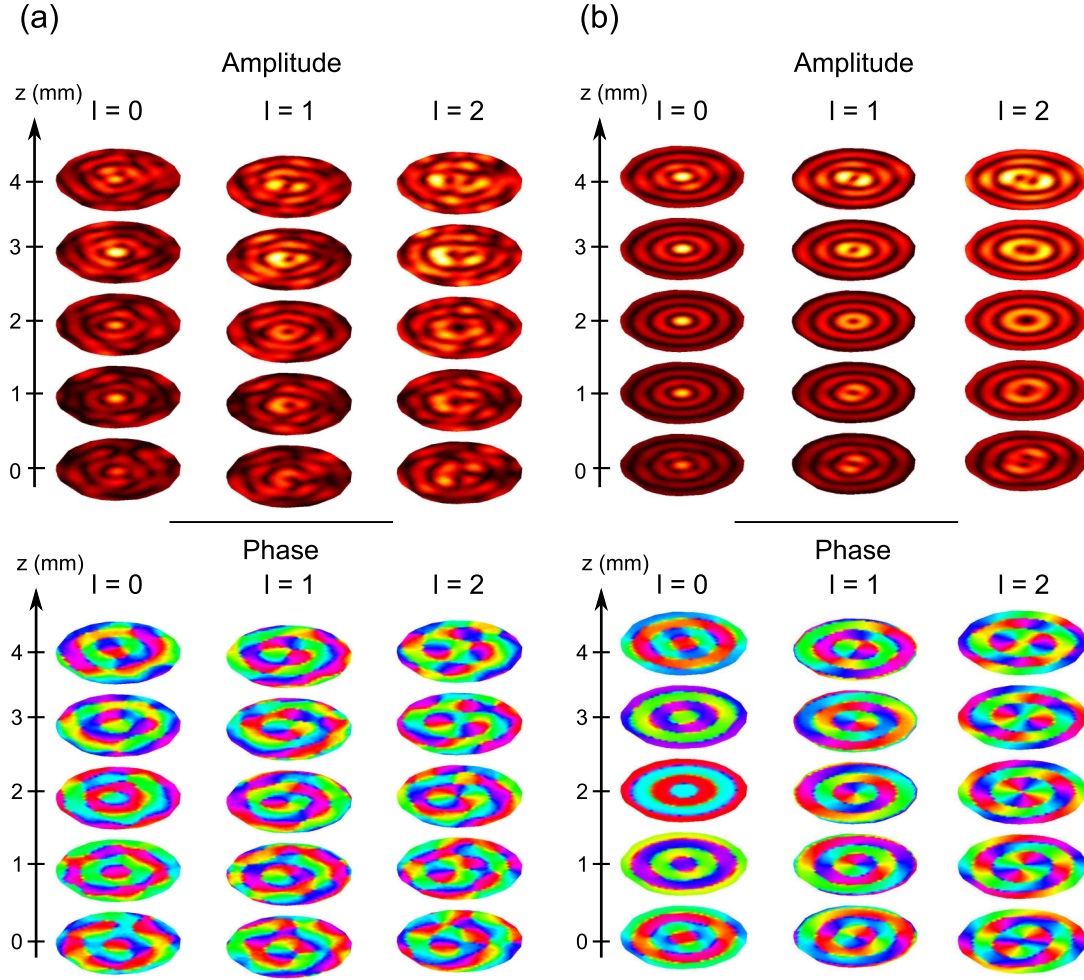 (a)
Amplitude
z (mm)
l = 0
l = 1
l = 2
4
3
2
1
0
Phase
z (mm)
l = 0
l = 1
l = 2
4
3
2
1
0
(b)
Amplitude
z (mm)
l = 0
l = 1
l = 2
4
3
2
1
0
Phase
z (mm)
l = 0
l = 1
l = 2
4
3
2
1
0